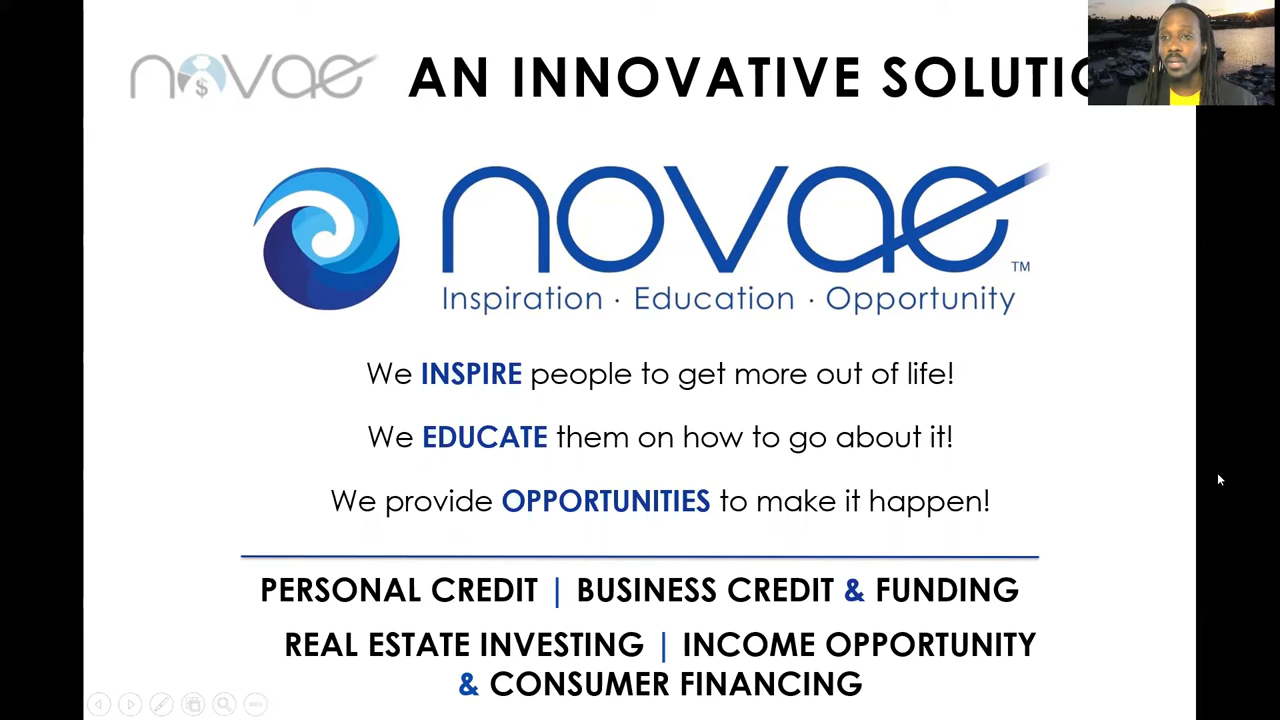 novae AN INNOVATIVE SOLUTIO
novae™
Inspiration · Education · Opportunity
We INSPIRE people to get more out of life!
We EDUCATE them on how to go about it!
We provide OPPORTUNITIES to make it happen!
PERSONAL CREDIT | BUSINESS CREDIT & FUNDING
REAL ESTATE INVESTING | INCOME OPPORTUNITY
& CONSUMER FINANCING